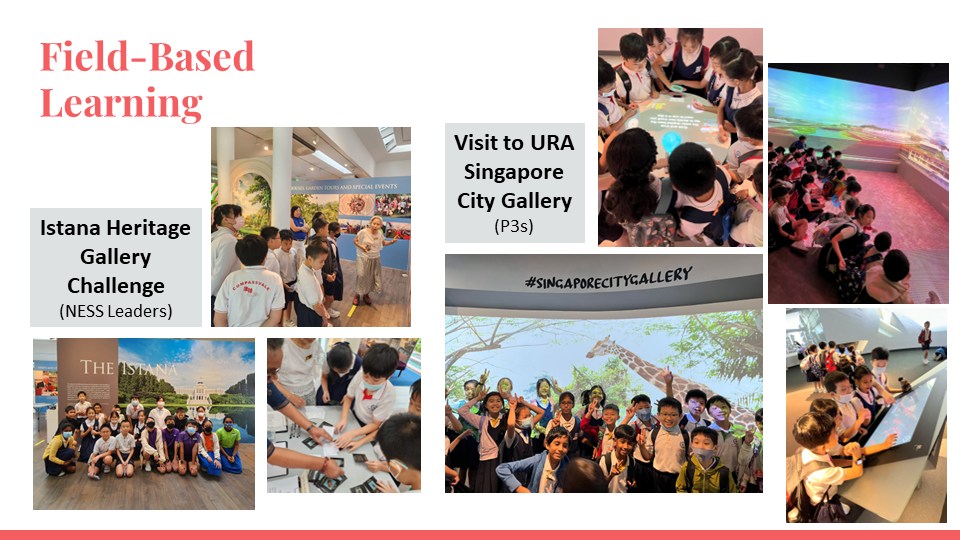 Field-Based
Learning
Istana Heritage
Gallery
Challenge
(NESS Leaders)
Visit to URA
Singapore
City Gallery
(P3s)
GARDEN TOURS AND SPECIAL EVENTS
COMPASSVALE
THE ISTANA
#SINGAPORECITYGALLERY